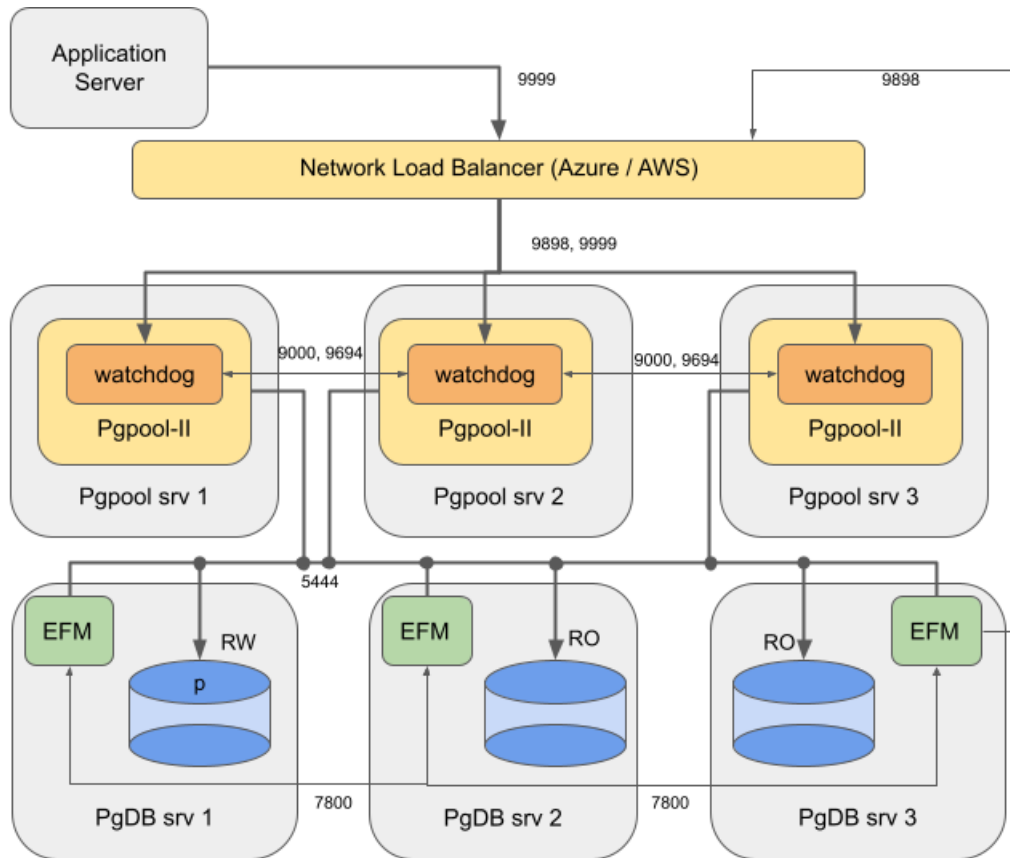 Application
Server
9999
9898
Network Load Balancer (Azure / AWS)
9898, 9999
watchdog
9000, 9694
watchdog
9000, 9694
watchdog
Pgpool-II
Pgpool-II
Pgpool-II
Pgpool srv 1
Pgpool srv 2
Pgpool srv 3
5444
EFM
RW
EFM
RO
RO
EFM
p
7800
7800
PgDB srv 1
PgDB srv 2
PgDB srv 3